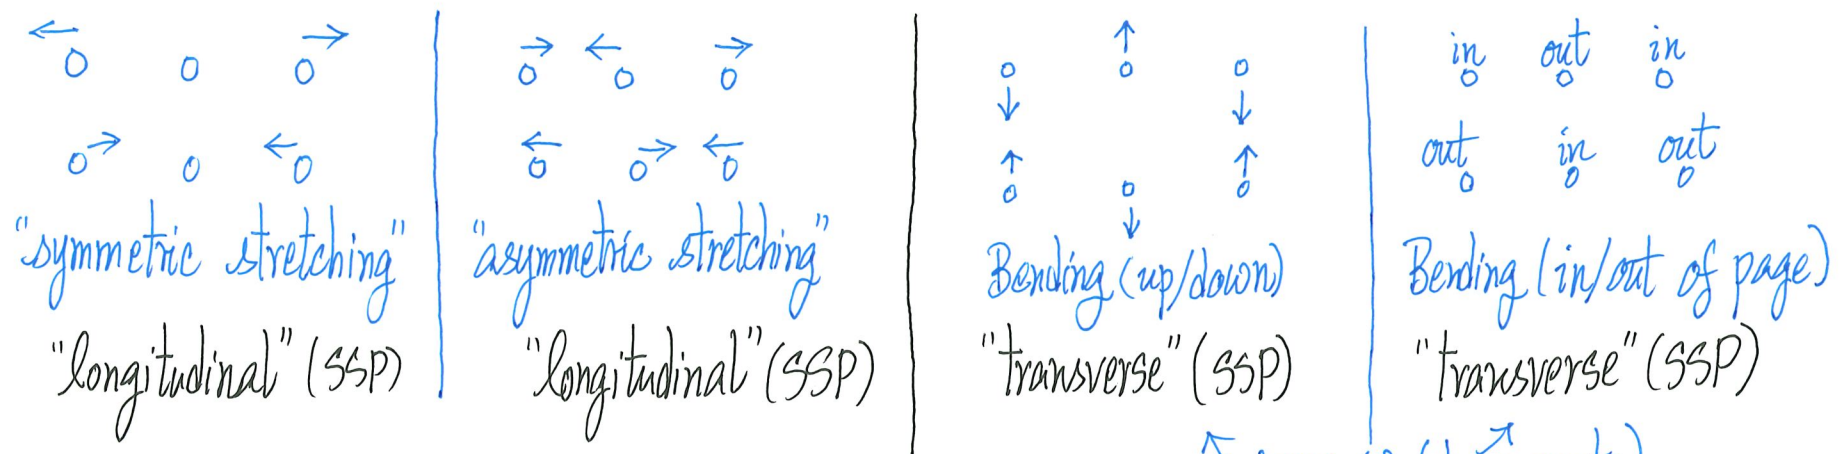 in out in
out in out
"symmetric stretching"
"longitudinal" (SSP)
"asymmetric stretching"
"longitudinal" (SSP)
Bending (up/down)
"transverse" (SSP)
Bending (in/out of page)
"transverse" (SSP)